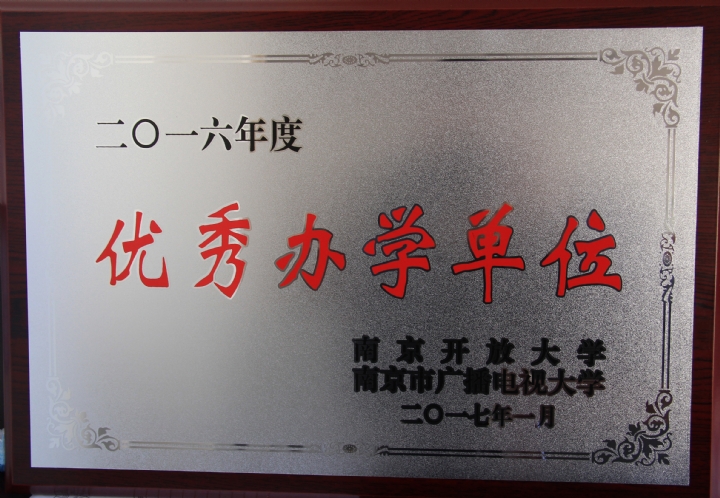 二〇一六年度
优秀办学单位
南京开放大学
南京市广播电视大学
二〇一七年一月